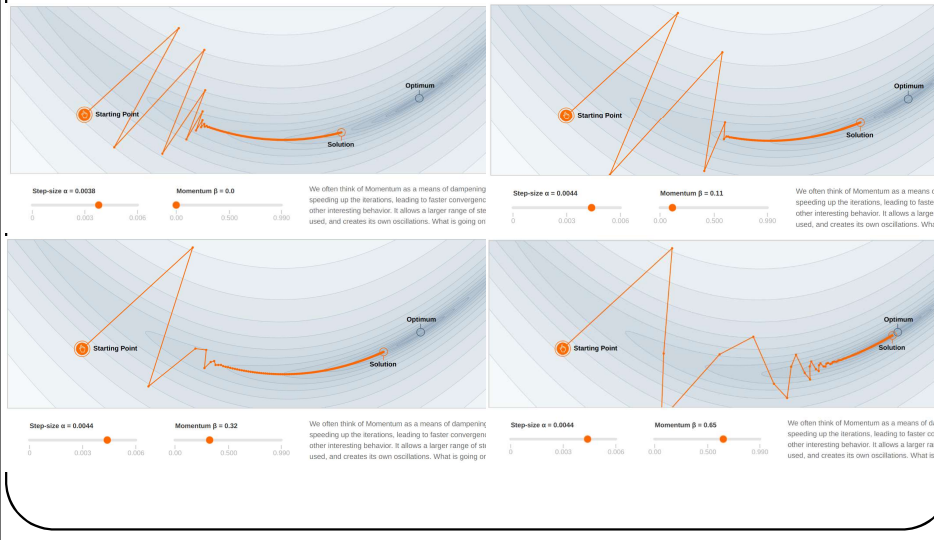 Optimum
Starting Point
Solution
Step-size α = 0.0038
Momentum β = 0.0
0
0.003
0.006
0.00
0.500
0.990
We often think of Momentum as a means of dampening
speeding up the iterations, leading to faster convergenc
other interesting behavior. It allows a larger range of ste
used, and creates its own oscillations. What is going on
Optimum
Starting Point
Solution
Step-size α = 0.0044
Momentum β = 0.11
0
0.003
0.006
0.00
0.500
0.990
We often think of Momentum as a means
speeding up the iterations, leading to faste
other interesting behavior. It allows a large
used, and creates its own oscillations. Wha
Optimum
Starting Point
Solution
Step-size α = 0.0044
Momentum β = 0.32
0
0.003
0.006
0.00
0.500
0.990
We often think of Momentum as a means of dampening
speeding up the iterations, leading to faster convergenc
other interesting behavior. It allows a larger range of ste
used, and creates its own oscillations. What is going on
Optimum
Starting Point
Solution
Step-size α = 0.0044
Momentum β = 0.65
0
0.003
0.006
0.00
0.500
0.990
We often think of Momentum as a means of da
speeding up the iterations, leading to faster co
other interesting behavior. It allows a larger ra
used, and creates its own oscillations. What is